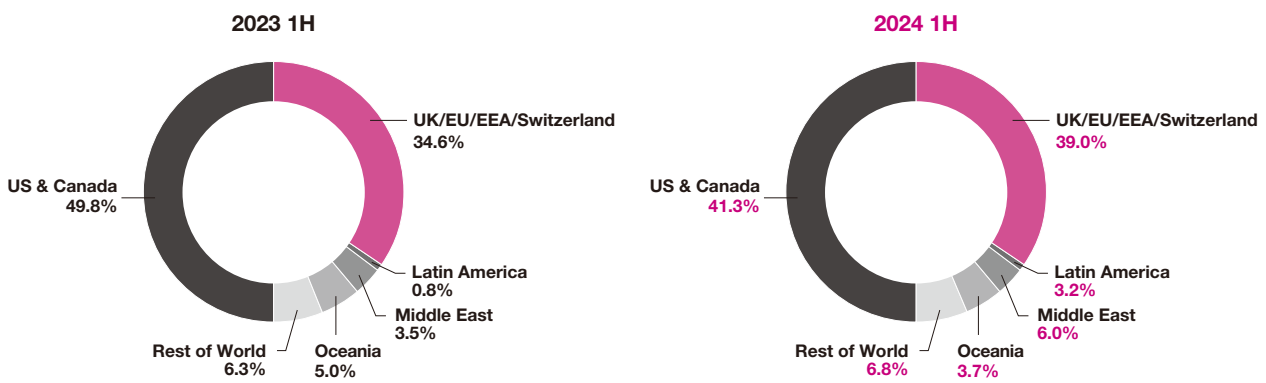 2023 1H
UK/EU/EEA/Switzerland
34.6%
US & Canada
49.8%
Latin America
0.8%
Middle East
3.5%
Oceania
5.0%
Rest of World
6.3%
2024 1H
UK/EU/EEA/Switzerland
39.0%
US & Canada
41.3%
Latin America
3.2%
Middle East
6.0%
Oceania
3.7%
Rest of World
6.8%